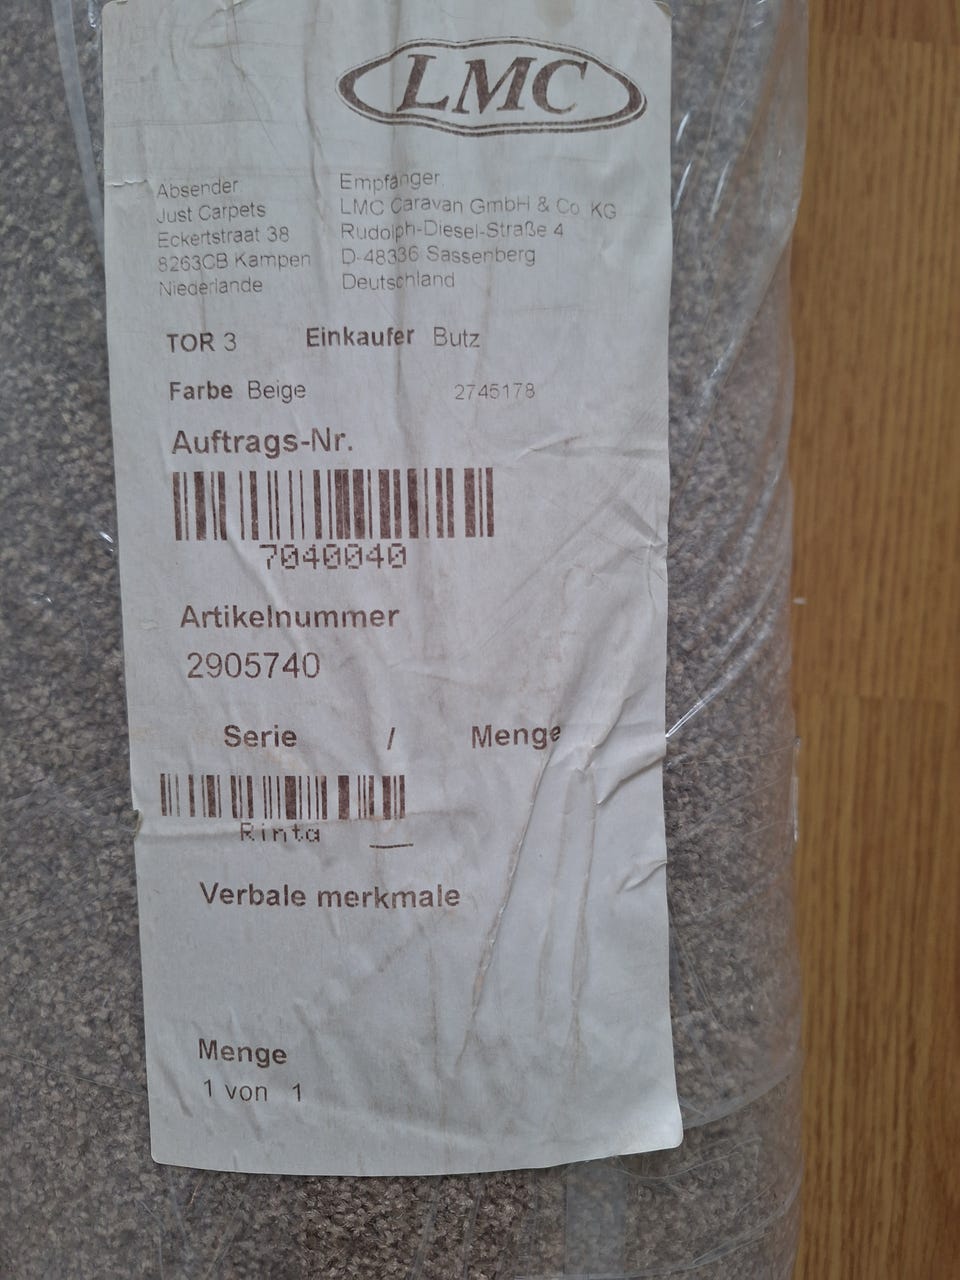 LMC
Absender
Just Carpets
Eckertstraat 38
8263CB Kampen
Niederlande
Empfänger
LMC Caravan GmbH & Co. KG
Rudolph-Diesel-Straße 4
D-48336 Sassenberg
Deutschland
TOR 3 Einkaufer Butz
Farbe Beige 2745178
Auftrags-Nr.
7040040
Artikelnummer
2905740
Serie / Menge
Rinta __
Verbale merkmale
Menge
1 von 1